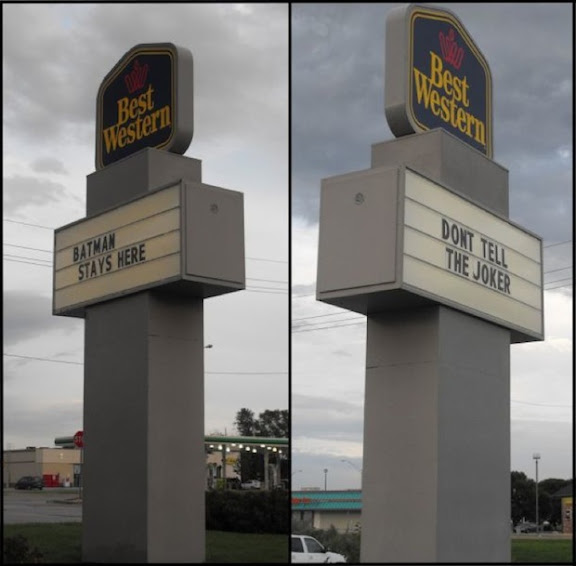 Best
Western
BATMAN
STAYS HERE
Best
Western
DONT TELL
THE JOKER